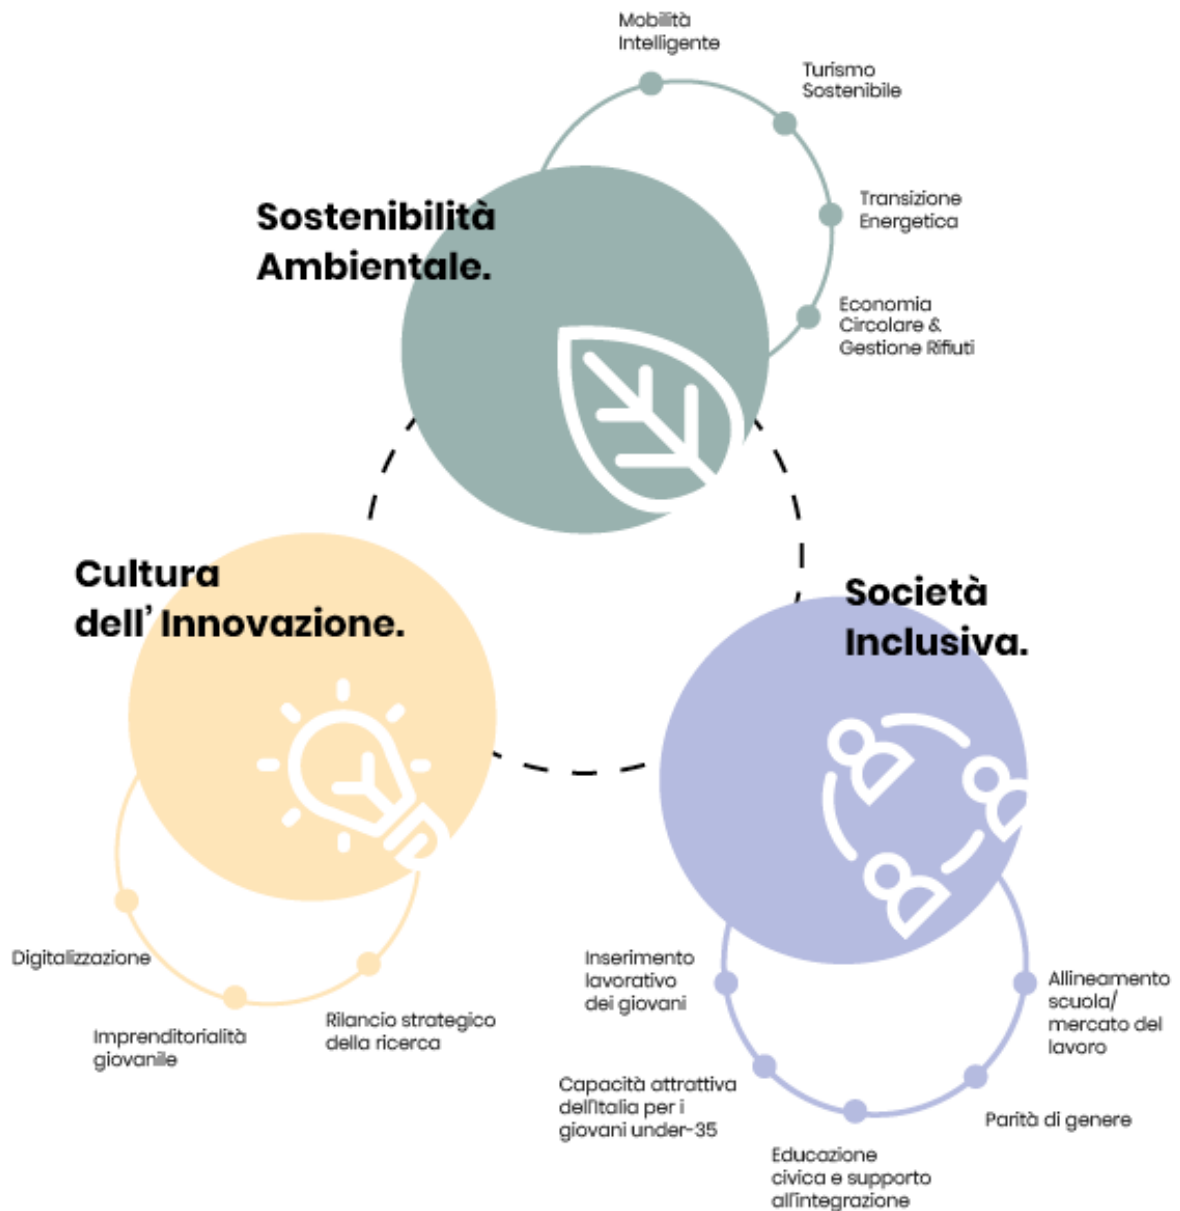 Mobilità
Intelligente
Turismo
Sostenibile
Transizione
Energetica
Economia
Circolare &
Gestione Rifiuti
Sostenibilità
Ambientale.
Cultura
dell' Innovazione.
Digitalizzazione
Imprenditorialità
giovanile
Rilancio strategico
della ricerca
Società
Inclusiva.
Inserimento
lavorativo
dei giovani
Capacità attrattiva
dell'Italia per i
giovani under-35
Educazione
civica e supporto
all'integrazione
Parità di genere
Allineamento
scuola/
mercato del
lavoro